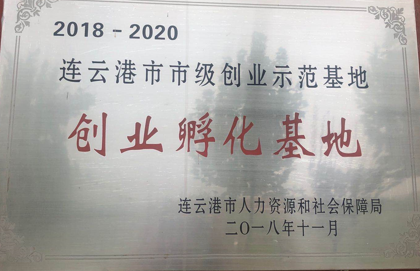 2018-2020
连云港市市级创业示范基地
创业孵化基地
连云港市人力资源和社会保障局
二〇一八年十一月